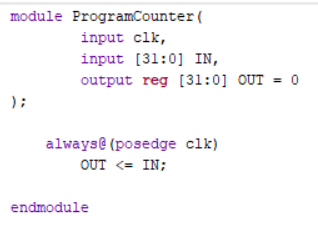 module ProgramCounter(
input clk,
input [31:0] IN,
output reg [31:0] OUT = 0
);
always@(posedge clk)
OUT <= IN;
endmodule